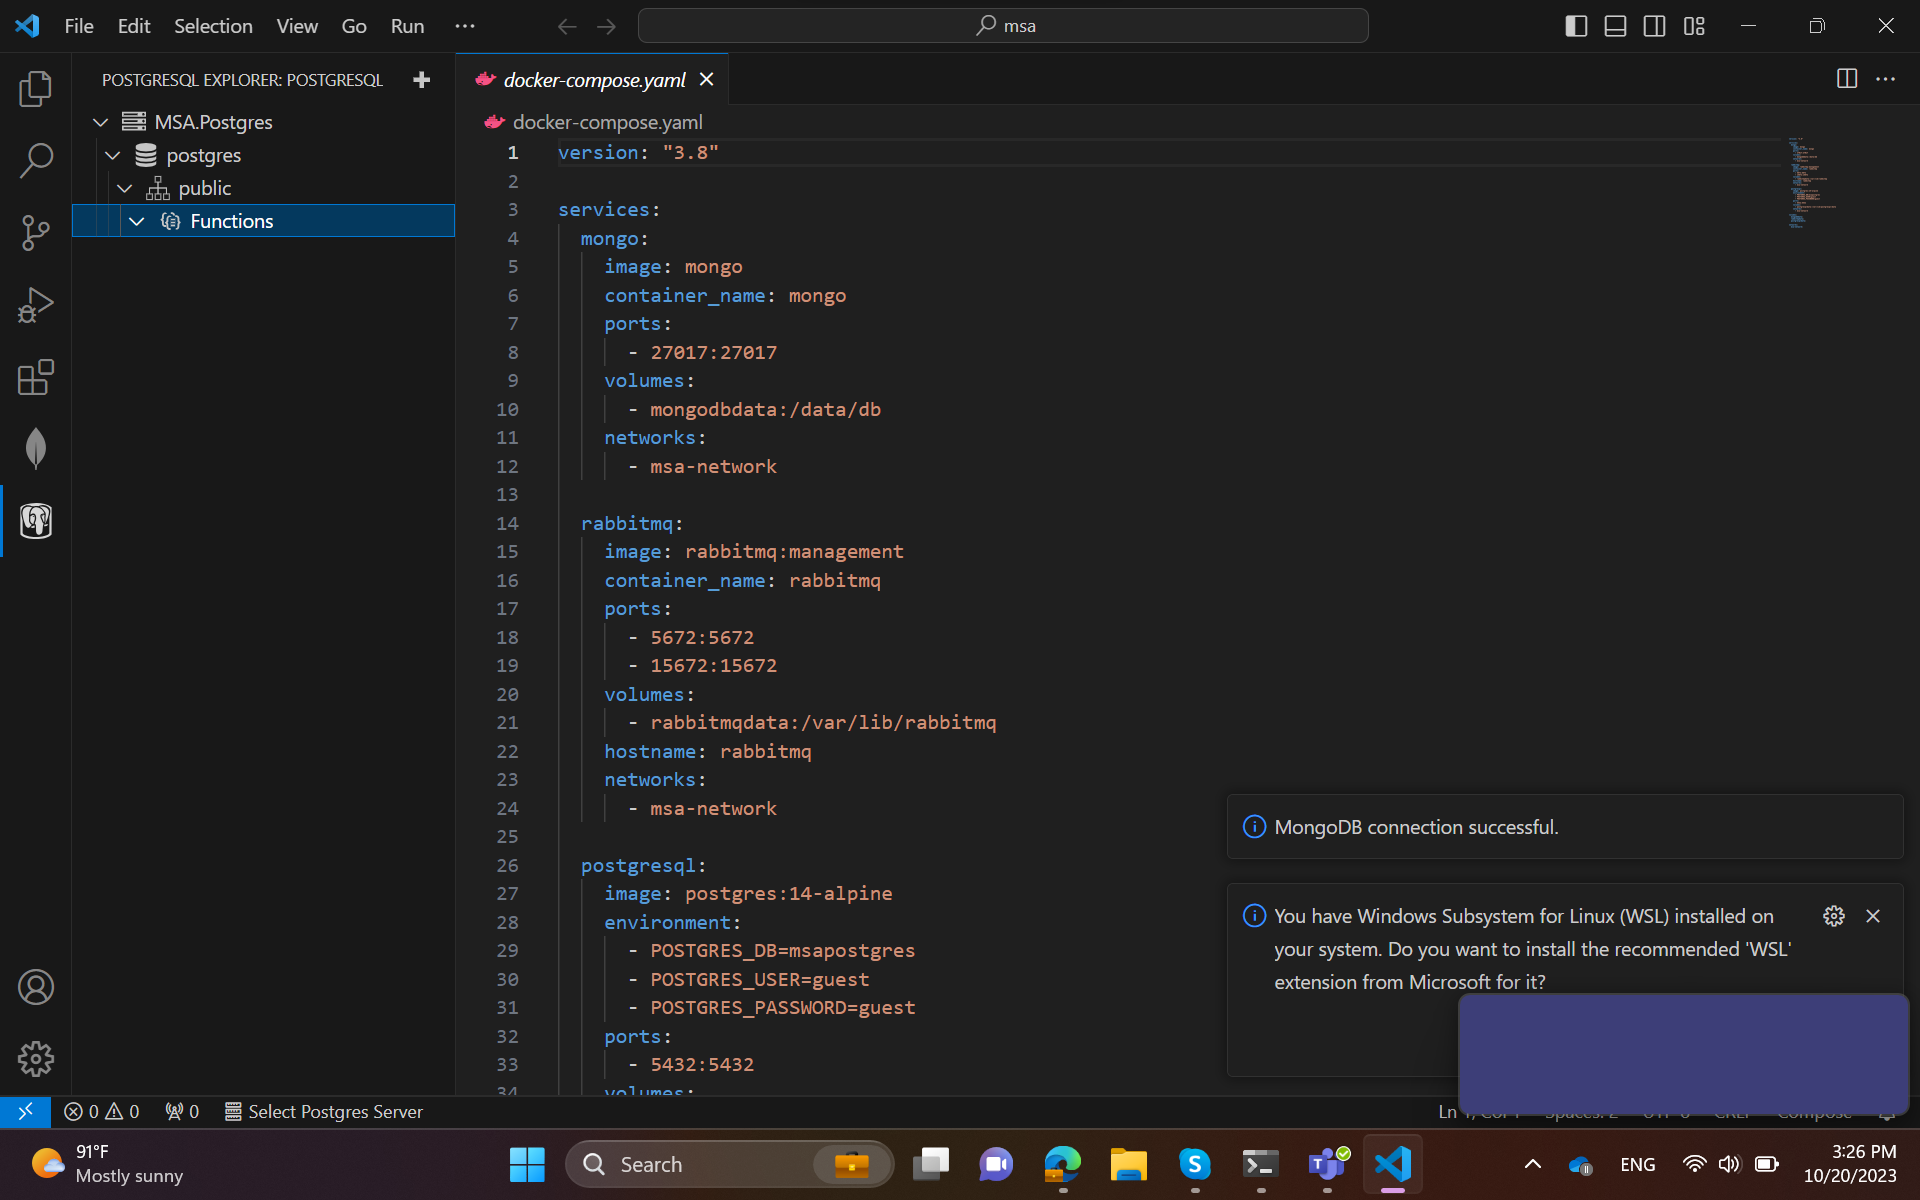 File Edit Selection View Go Run ···
msa
POSTGRESQL EXPLORER: POSTGRESQL
MSA.Postgres
postgres
public
Functions
docker-compose.yaml
docker-compose.yaml
1 version: "3.8"
2
3 services:
4 mongo:
5 image: mongo
6 container_name: mongo
7 ports:
8 - 27017:27017
9 volumes:
10 - mongodbdata:/data/db
11 networks:
12 - msa-network
13
14 rabbitmq:
15 image: rabbitmq:management
16 container_name: rabbitmq
17 ports:
18 - 5672:5672
19 - 15672:15672
20 volumes:
21 - rabbitmqdata:/var/lib/rabbitmq
22 hostname: rabbitmq
23 networks:
24 - msa-network
25
26 postgresql:
27 image: postgres:14-alpine
28 environment:
29 - POSTGRES_DB=msapostgres
30 - POSTGRES_USER=guest
31 - POSTGRES_PASSWORD=guest
32 ports:
33 - 5432:5432
34 volumes:
MongoDB connection successful.
You have Windows Subsystem for Linux (WSL) installed on
your system. Do you want to install the recommended 'WSL'
extension from Microsoft for it?
0 0 0 Select Postgres Server
Ln
91°F
Mostly sunny
Search
ENG
3:26 PM
10/20/2023